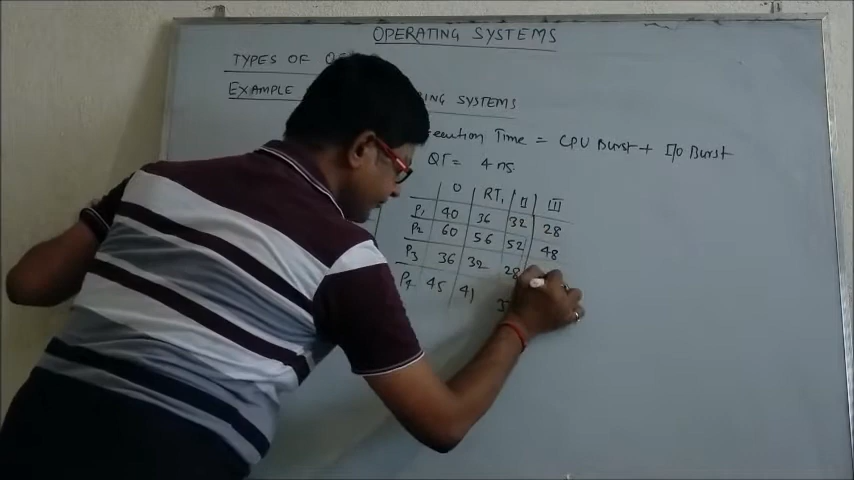 OPERATING SYSTEMS
TYPES OF
EXAMPLE SYSTEMS
Time = CPU Burst + I/O Burst
QT = 4 ns.
0 RT1 II III
P1 40 36 32 28
P2 60 56 52 48
P3 36 32 28
P4 45 41